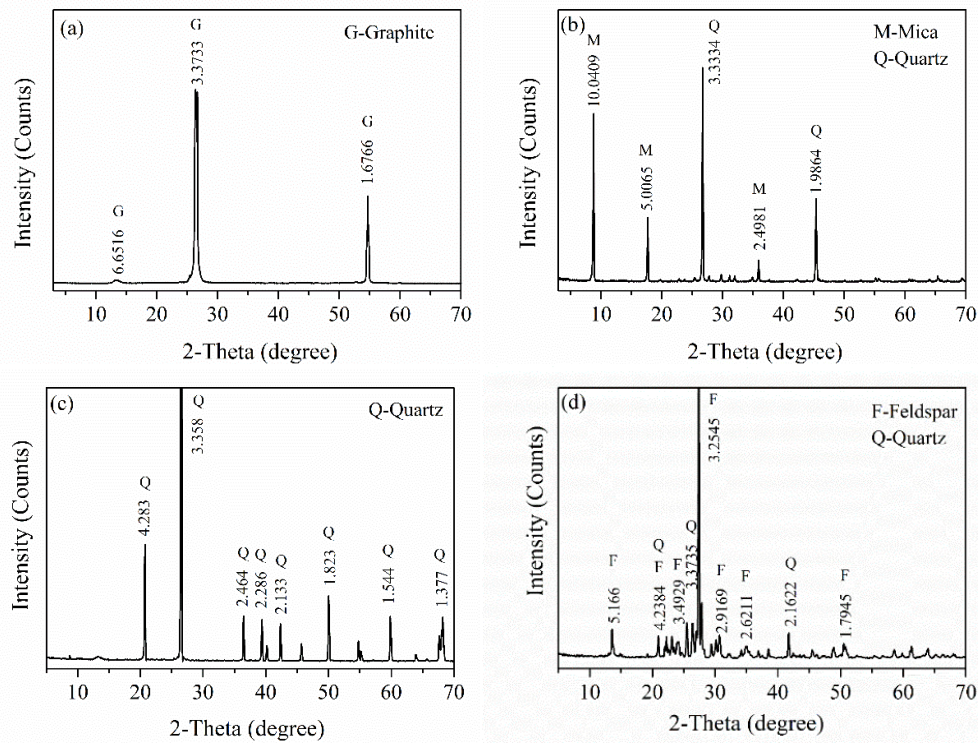 (a)
G-Graphite
G
6.6516
G
3.3733
G
1.6766
Intensity (Counts)
10 20 30 40 50 60 70
2-Theta (degree)
(b)
M-Mica
Q-Quartz
M
10.0409
M
5.0065
Q
3.3334
M
2.4981
Q
1.9864
Intensity (Counts)
10 20 30 40 50 60 70
2-Theta (degree)
(c)
Q-Quartz
4.283 Q
Q
3.358
2.464 Q
2.286 Q
2.133 Q
1.823 Q
1.544 Q
1.377 Q
Intensity (Counts)
10 20 30 40 50 60 70
2-Theta (degree)
(d)
F-Feldspar
Q-Quartz
F
5.166
Q
F
4.2384
F
3.4929
Q
3.3735
F
3.2545
F
2.9169
F
2.6211
Q
2.1622
F
1.7945
Intensity (Counts)
10 20 30 40 50 60 70
2-Theta (degree)